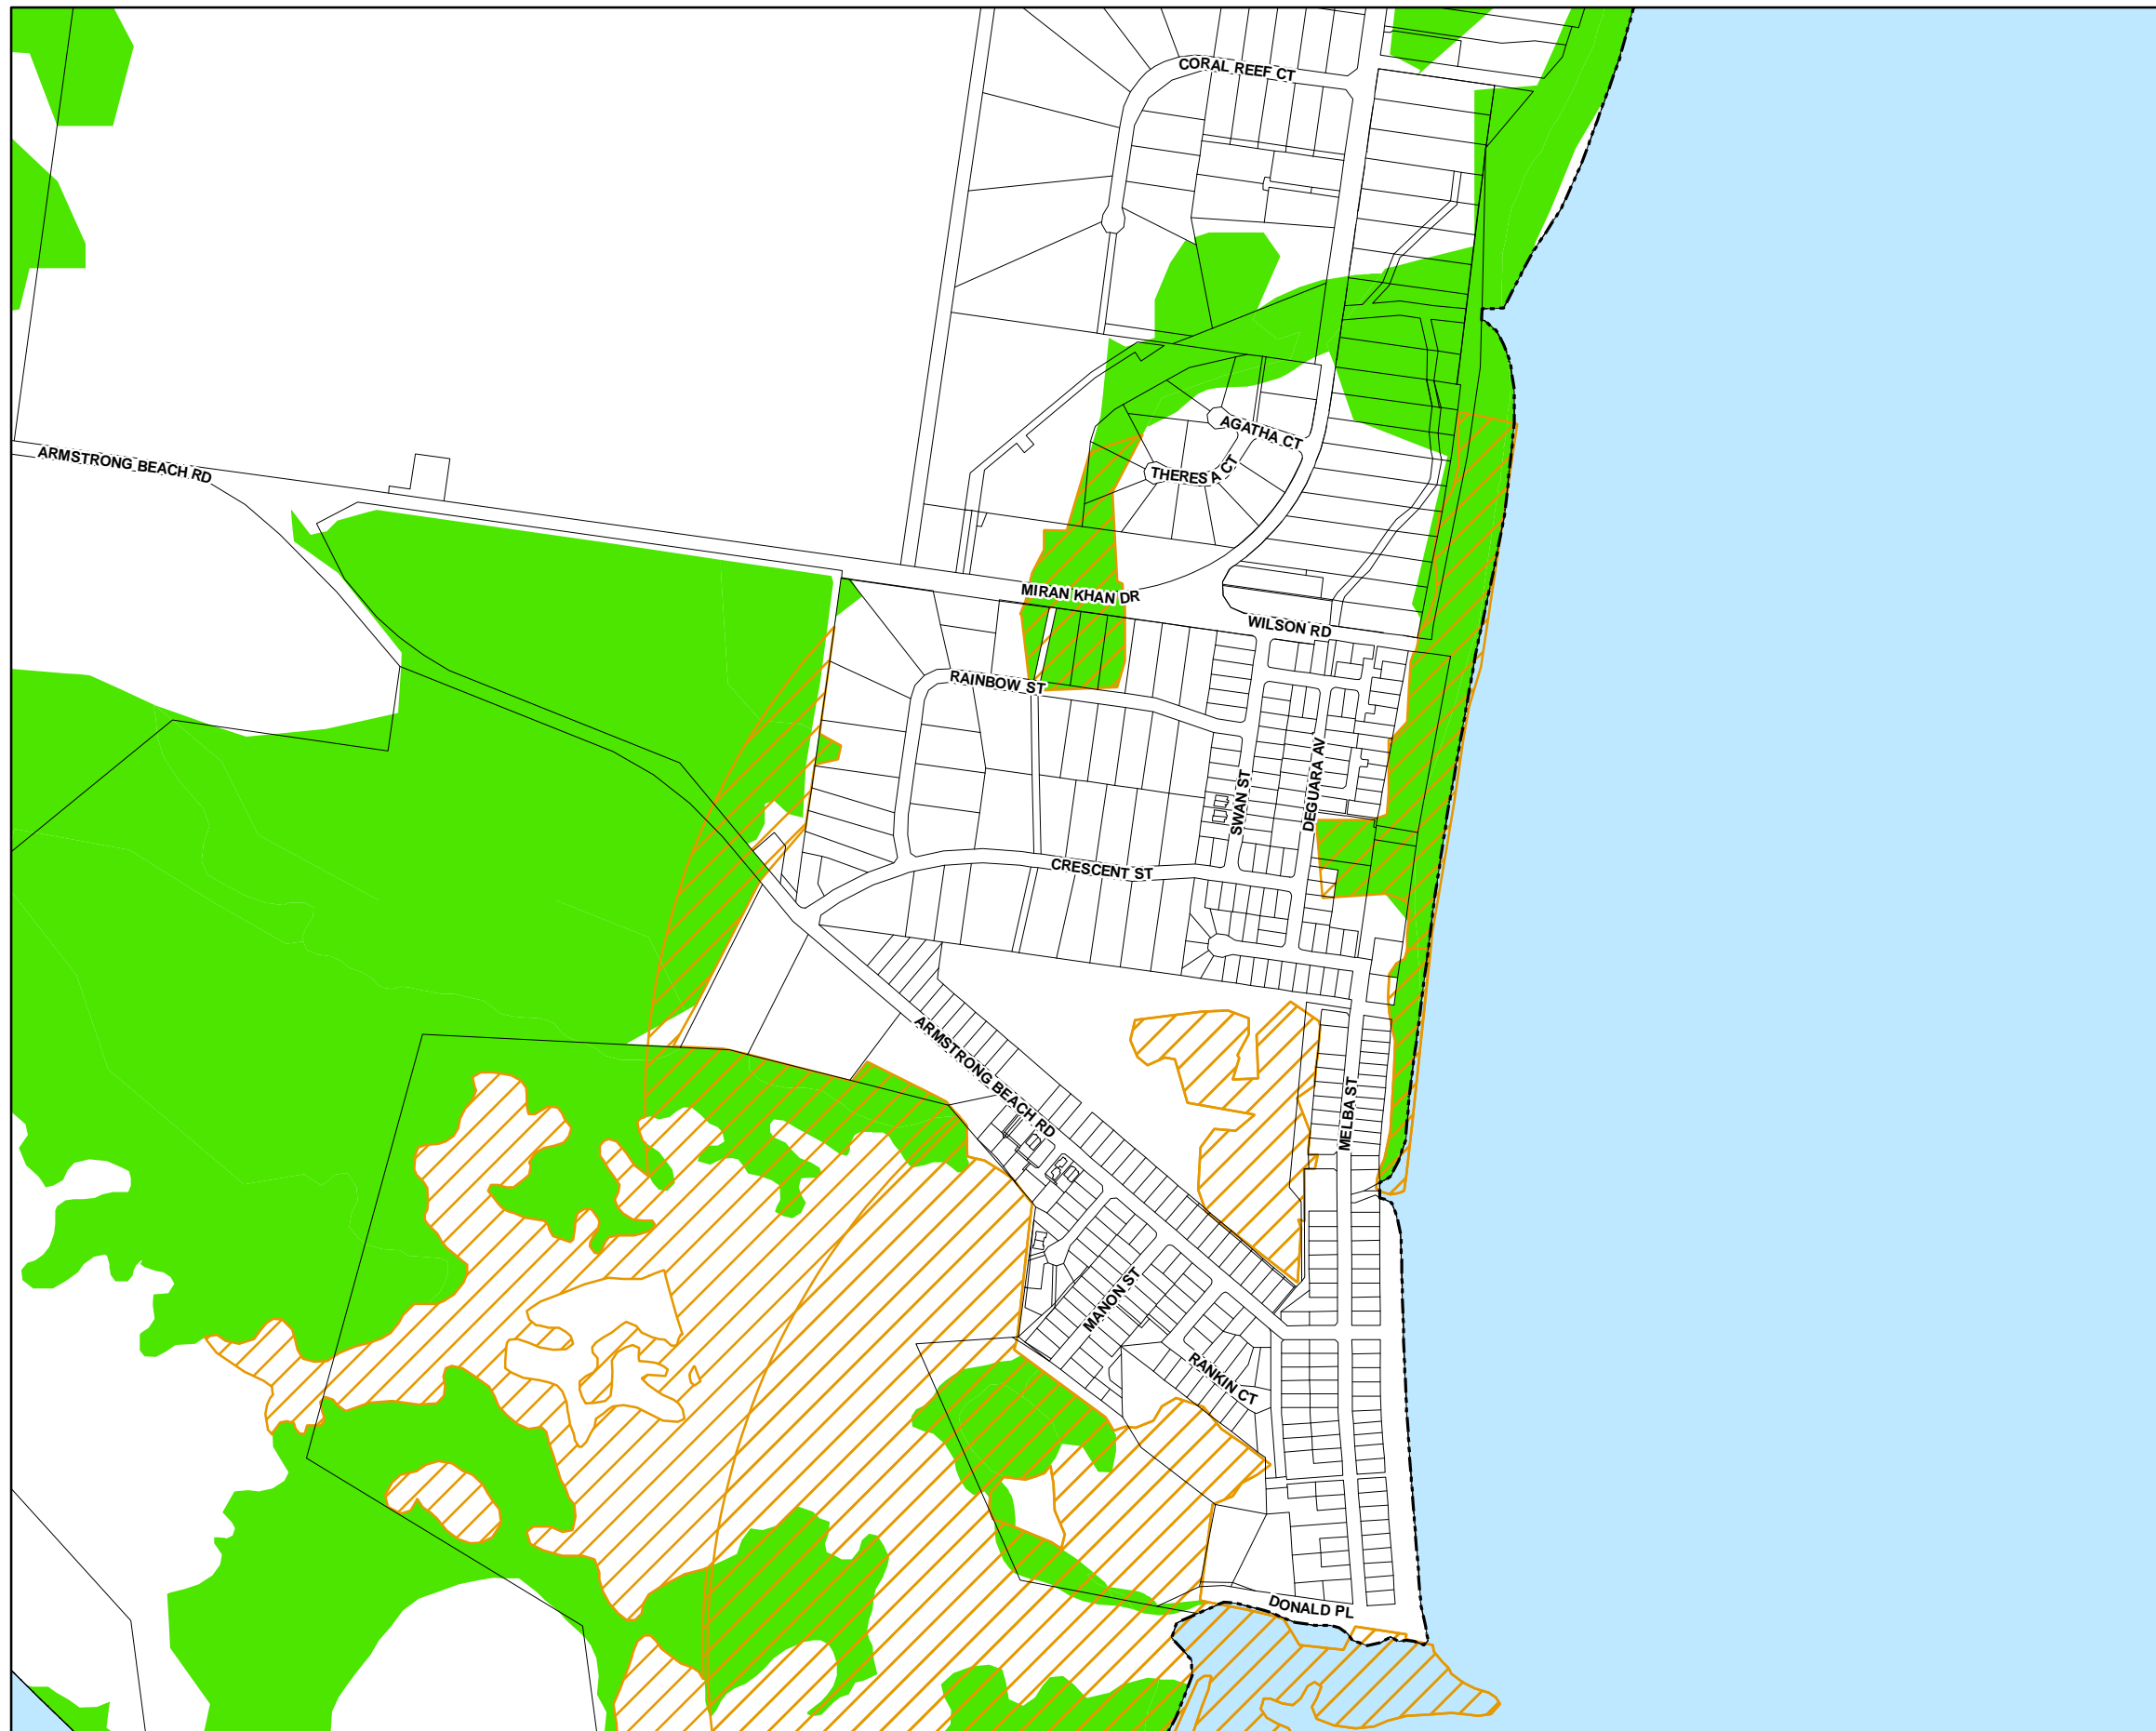 CORAL REEF CT
AGATHA CT
ARMSTRONG BEACH RD
THERESA CT
MIRAN KHAN DR
WILSON RD
RAINBOW ST
DEGUARA AV
SWAN ST
CRESCENT ST
ARMSTRONG BEACH RD
MELBA ST
MANON ST
RANKIN CT
DONALD PL